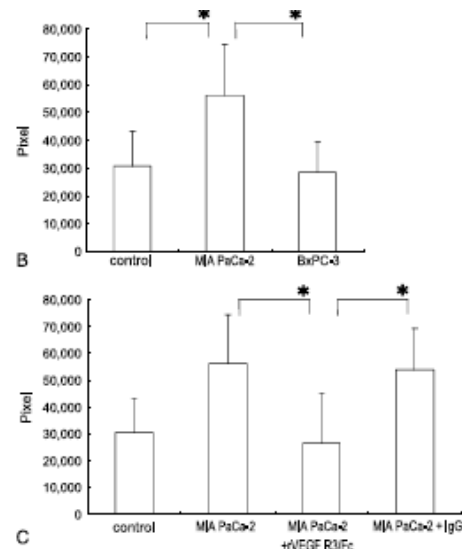 * *
80,000
70,000
60,000
50,000
40,000
30,000
20,000
10,000
0
Pixel
control MIA PaCa-2 BxPC-3
B
* *
80,000
70,000
60,000
50,000
40,000
30,000
20,000
10,000
0
Pixel
control MIA PaCa-2 MIA PaCa-2 MIA PaCa-2 + IgG
+rVEGF R3/Fc
C